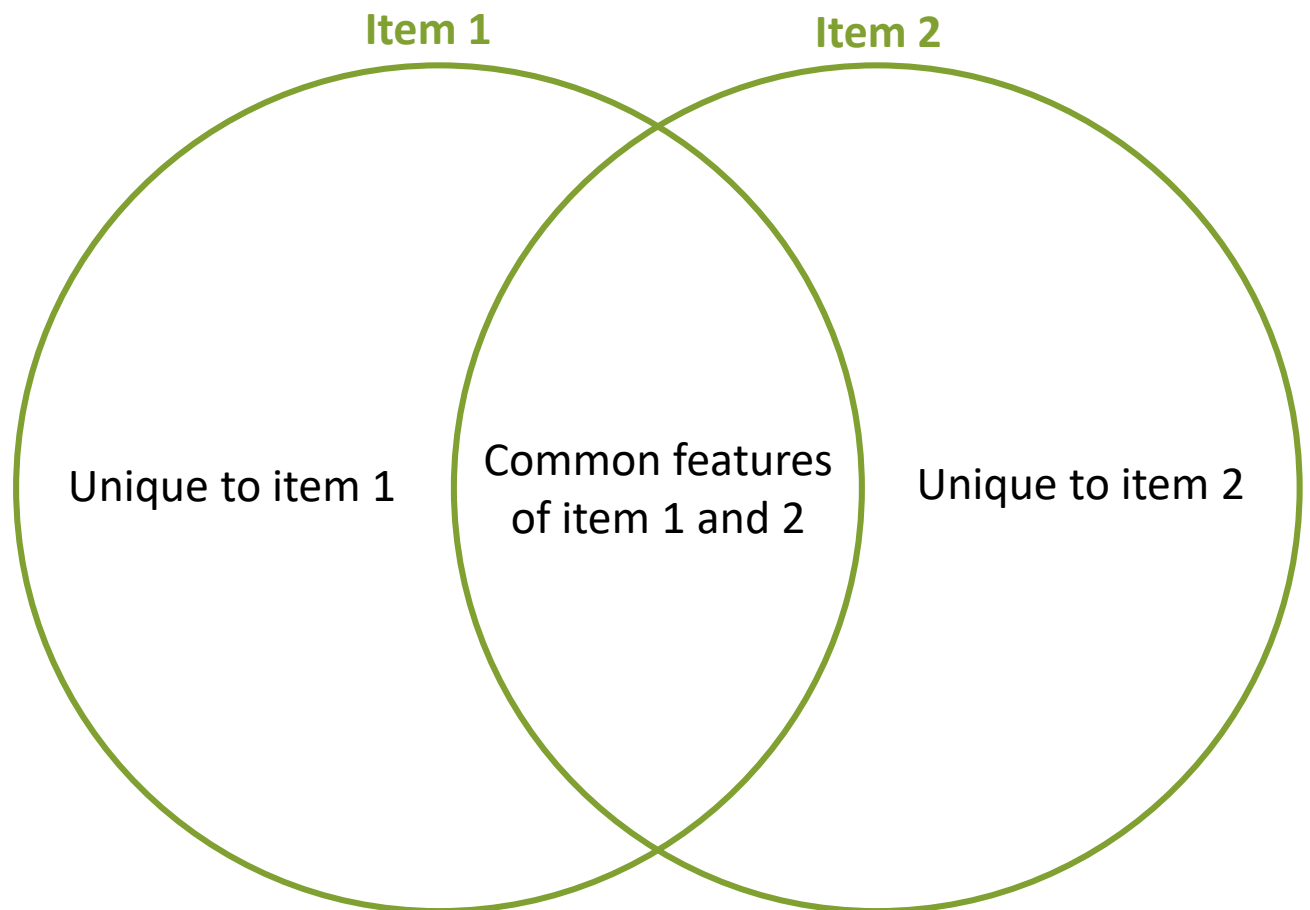 Item 1
Item 2
Unique to item 1
Common features
of item 1 and 2
Unique to item 2